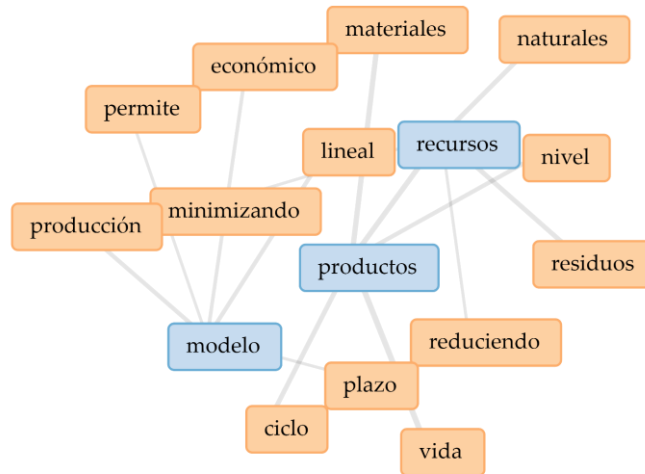 materiales
naturales
económico
permite
lineal
recursos
nivel
minimizando
producción
productos
residuos
modelo
reduciendo
plazo
ciclo
vida